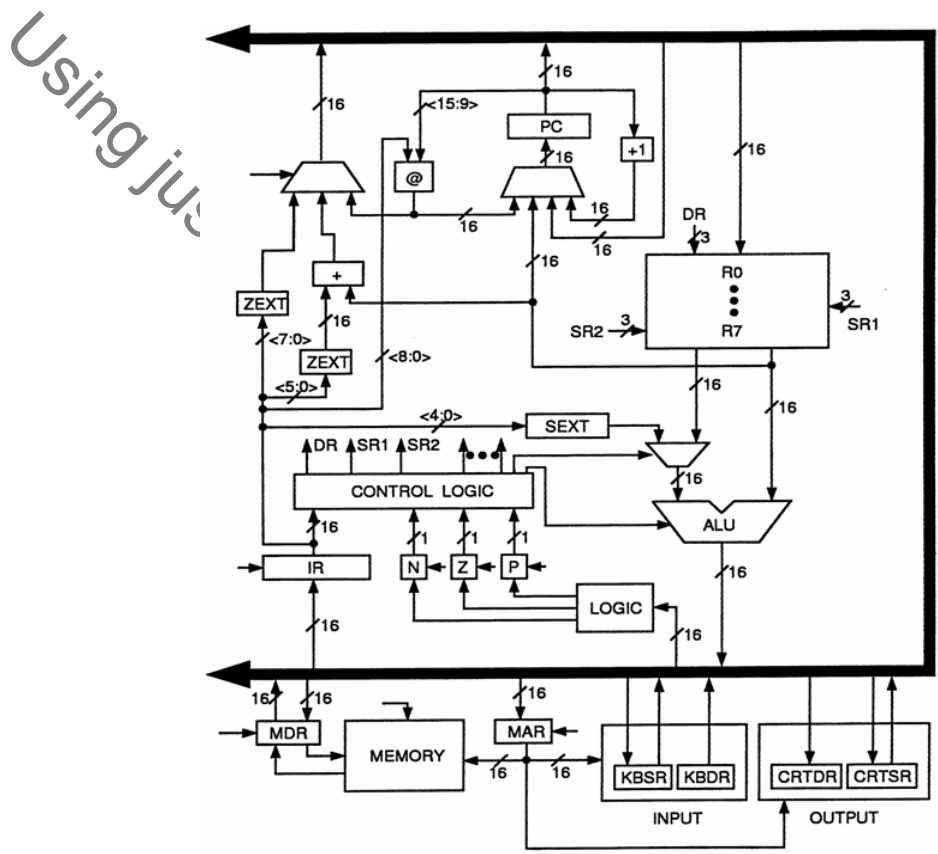 Using jus
16
16
<15:9>
PC
+1
16
16
@
16
16
16
16
DR
3
R0
R7
3
SR1
SR2
3
+
ZEXT
16
<7:0>
ZEXT
<8:0>
<5:0>
16
16
<4:0>
SEXT
DR
SR1
SR2
16
CONTROL LOGIC
ALU
16
1
1
1
IR
N
Z
P
16
LOGIC
16
16
16
16
16
MDR
MEMORY
MAR
16
16
KBSR
KBDR
CRTDR
CRTSR
INPUT
OUTPUT